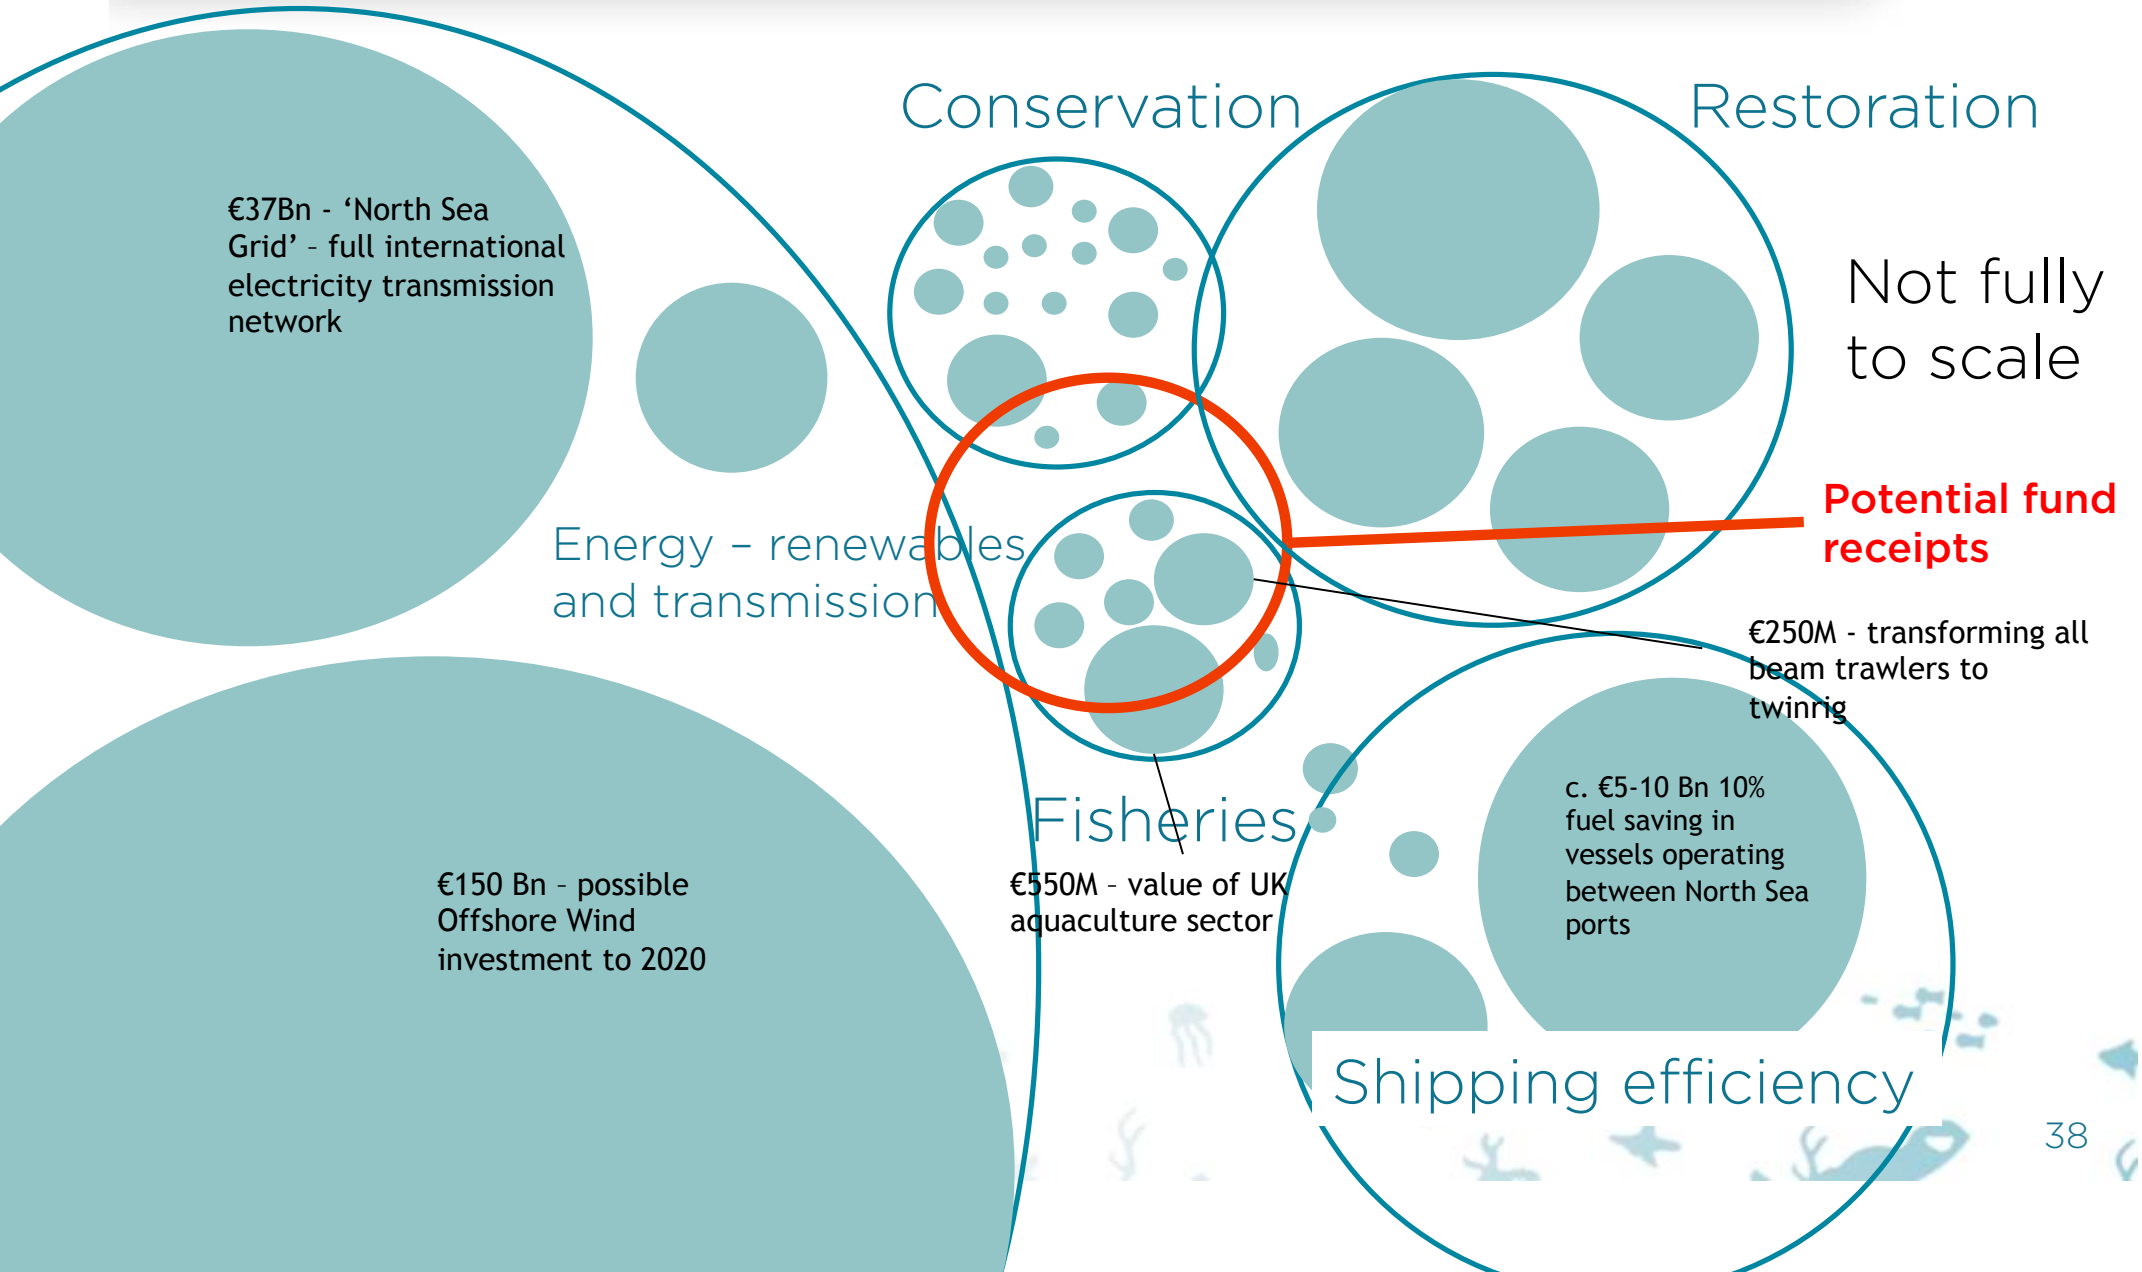 Conservation
Restoration
€37Bn - ‘North Sea
Grid’ – full international
electricity transmission
network
Not fully
to scale
Potential fund
receipts
Energy – renewables
and transmission
€250M - transforming all
beam trawlers to
twinrig
c. €5-10 Bn 10%
fuel saving in
vessels operating
between North Sea
ports
Fisheries
€550M – value of UK
aquaculture sector
€150 Bn – possible
Offshore Wind
investment to 2020
Shipping efficiency
38